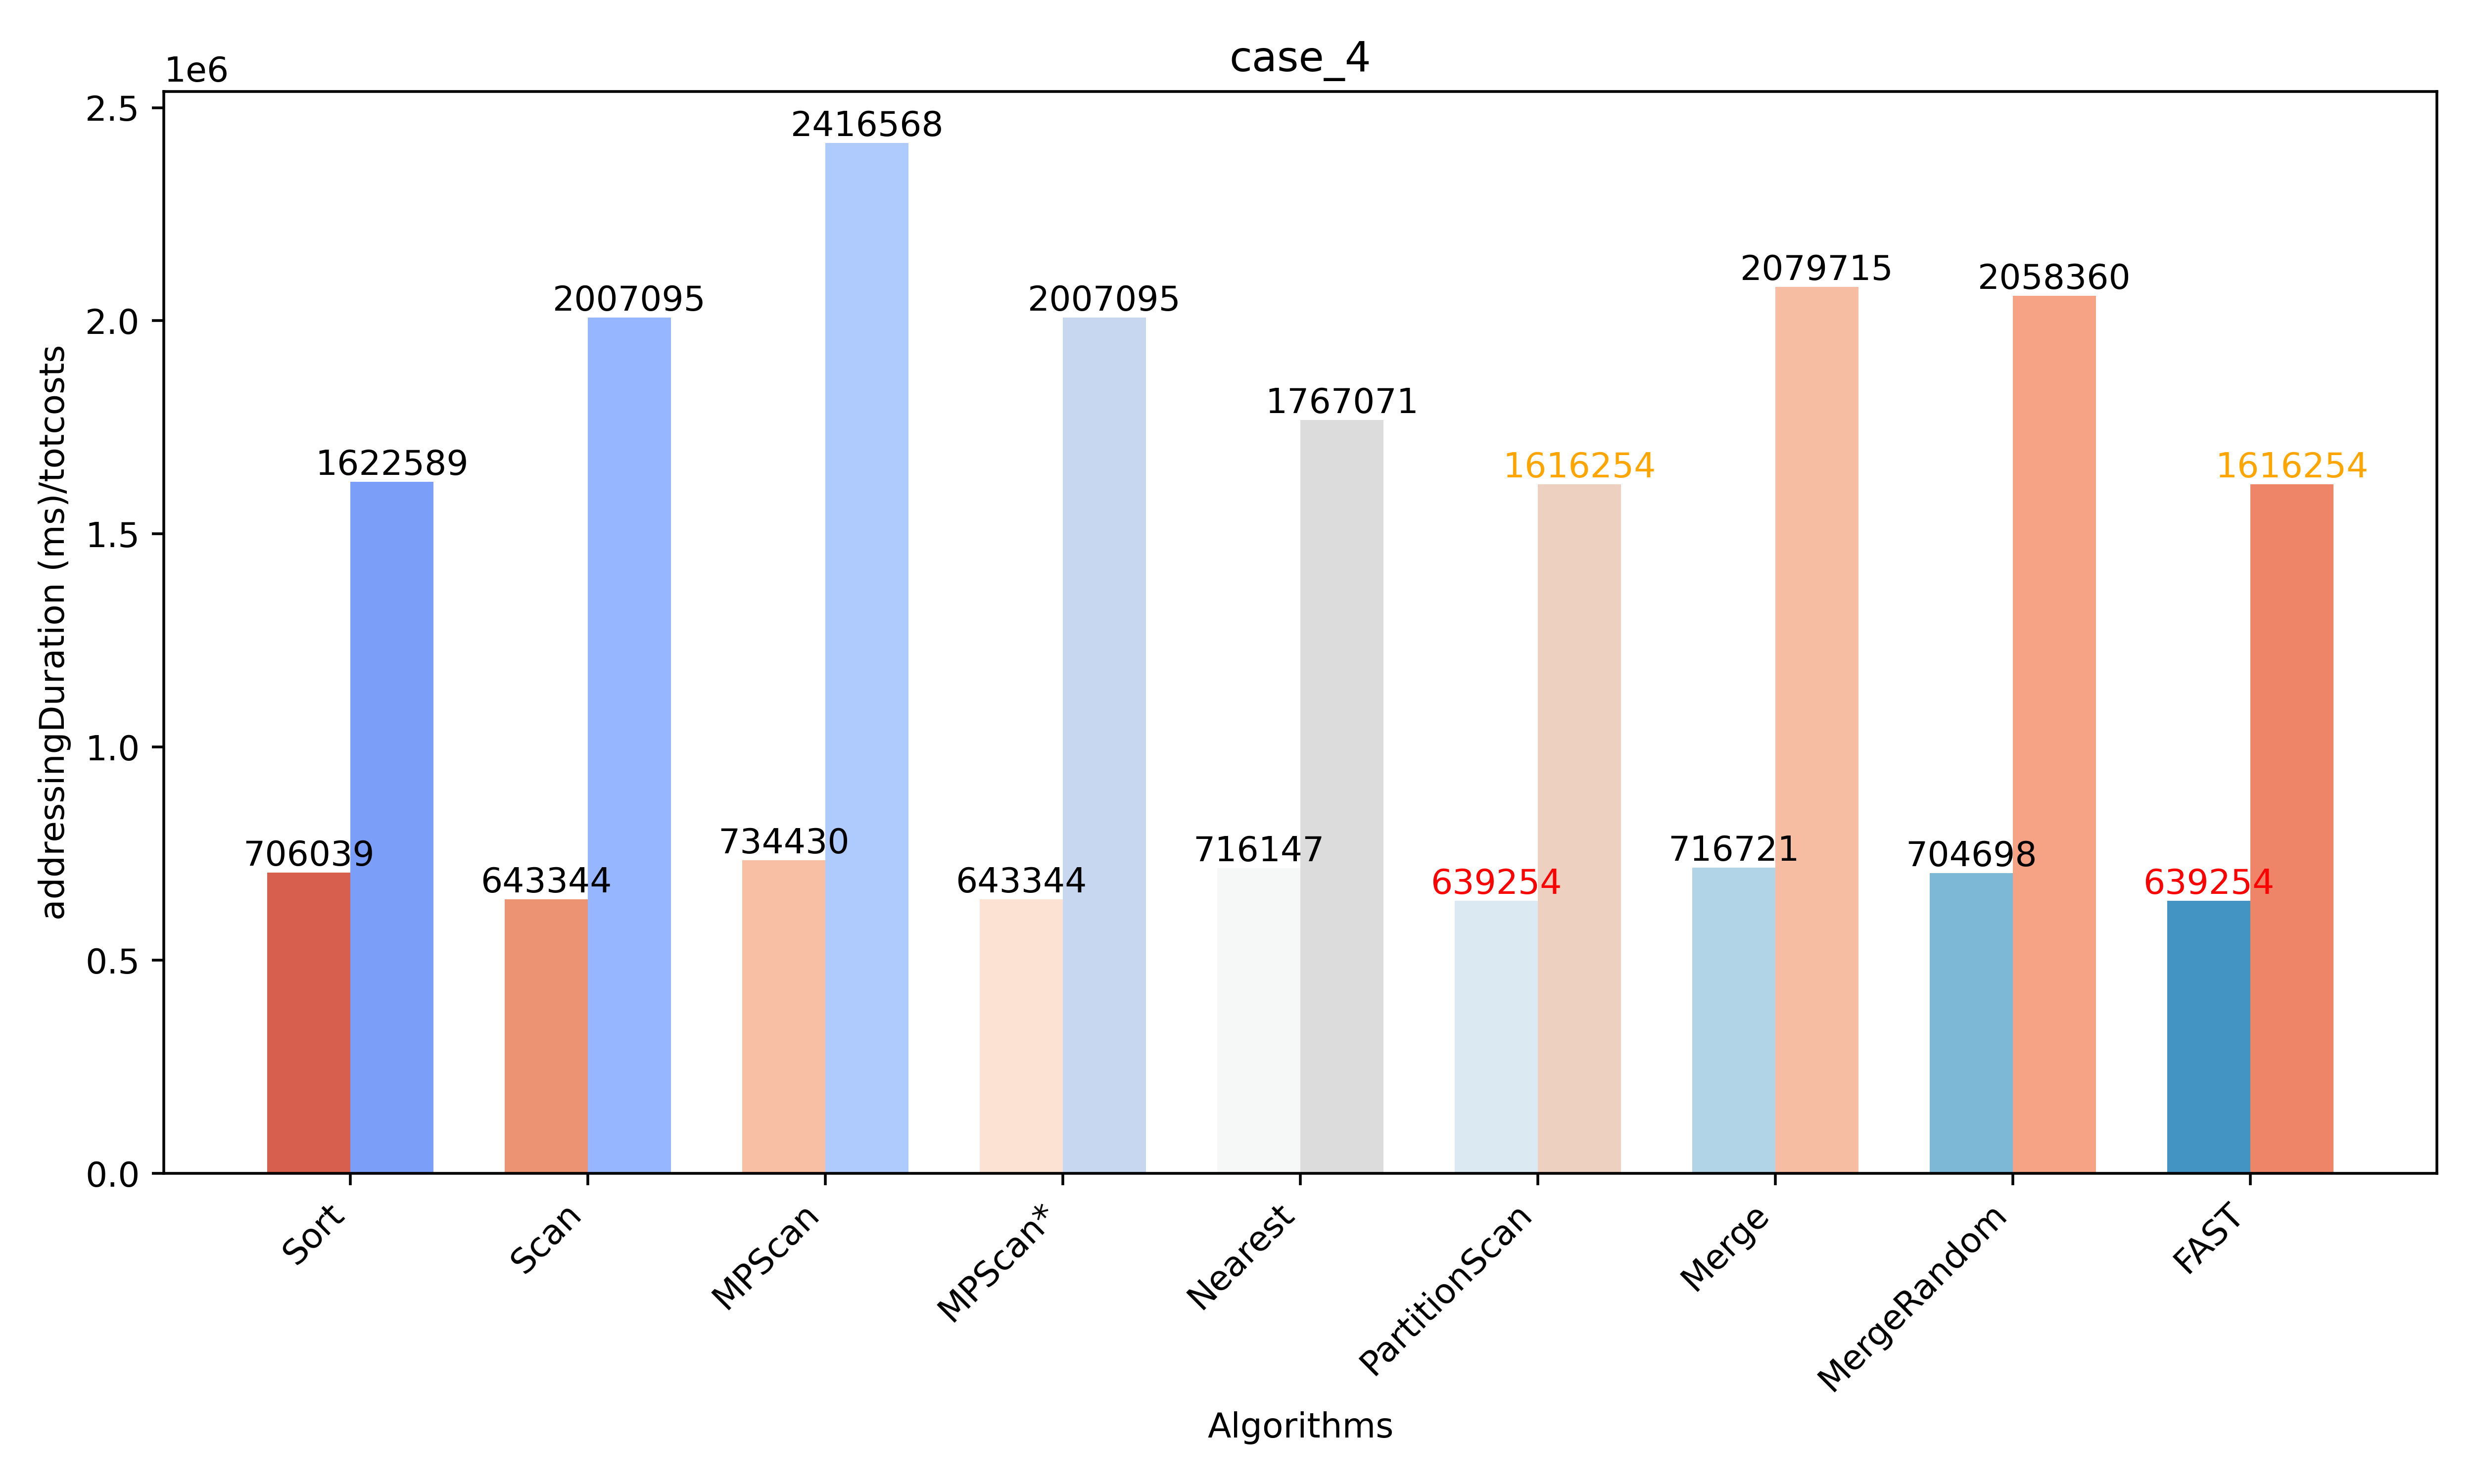 case_4
1e6
2.5
2.0
1.5
1.0
0.5
0.0
addressingDuration (ms)/totcosts
706039
1622589
643344
2007095
734430
2416568
643344
2007095
716147
1767071
639254
1616254
716721
2079715
704698
2058360
639254
1616254
Sort
Scan
MPScan
MPScan*
Nearest
PartitionScan
Merge
MergeRandom
FAST
Algorithms